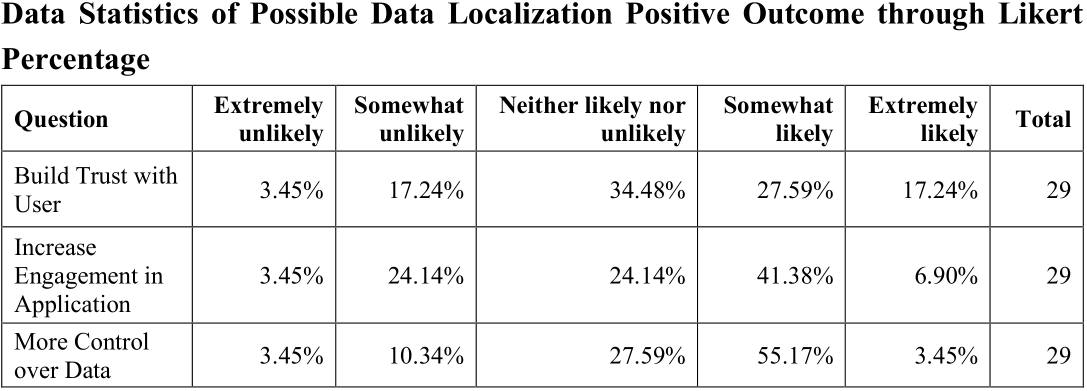 Data Statistics of Possible Data Localization Positive Outcome through Likert
Percentage
Question Extremely unlikely Somewhat unlikely Neither likely nor unlikely Somewhat likely Extremely likely Total
Build Trust with User 3.45% 17.24% 34.48% 27.59% 17.24% 29
Increase Engagement in Application 3.45% 24.14% 24.14% 41.38% 6.90% 29
More Control over Data 3.45% 10.34% 27.59% 55.17% 3.45% 29